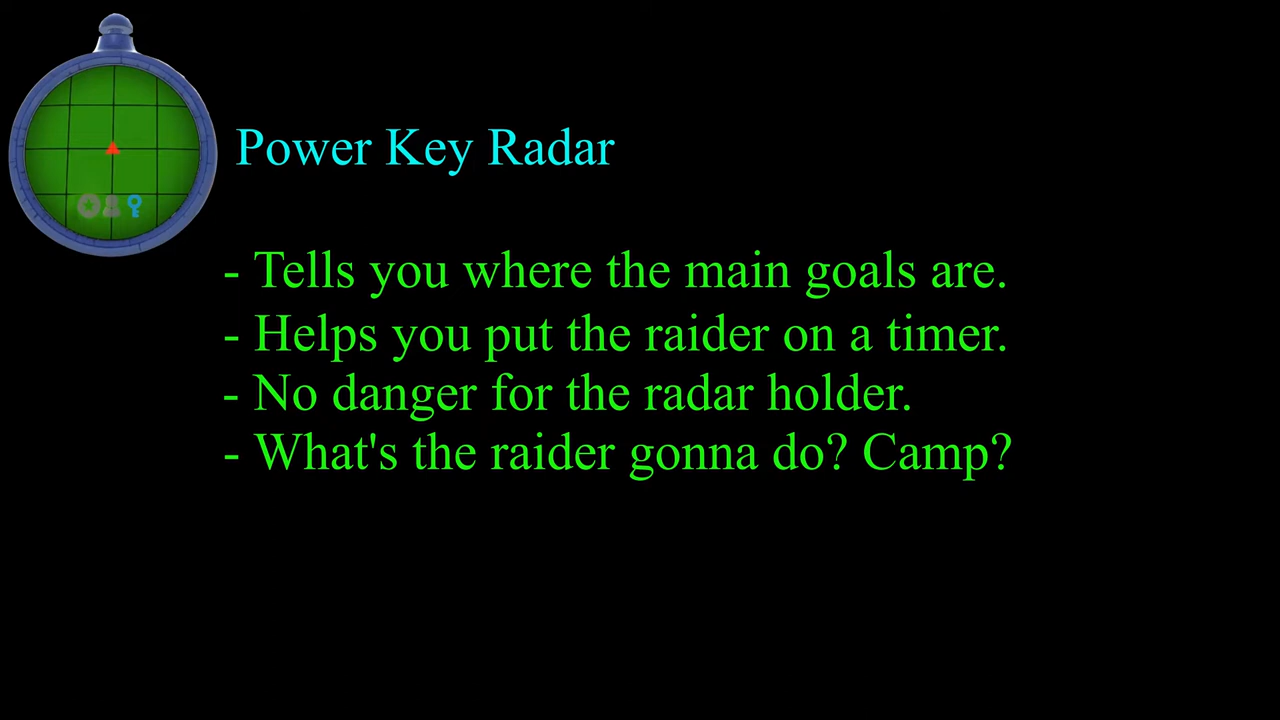 Power Key Radar
- Tells you where the main goals are.
- Helps you put the raider on a timer.
- No danger for the radar holder.
- What's the raider gonna do? Camp?